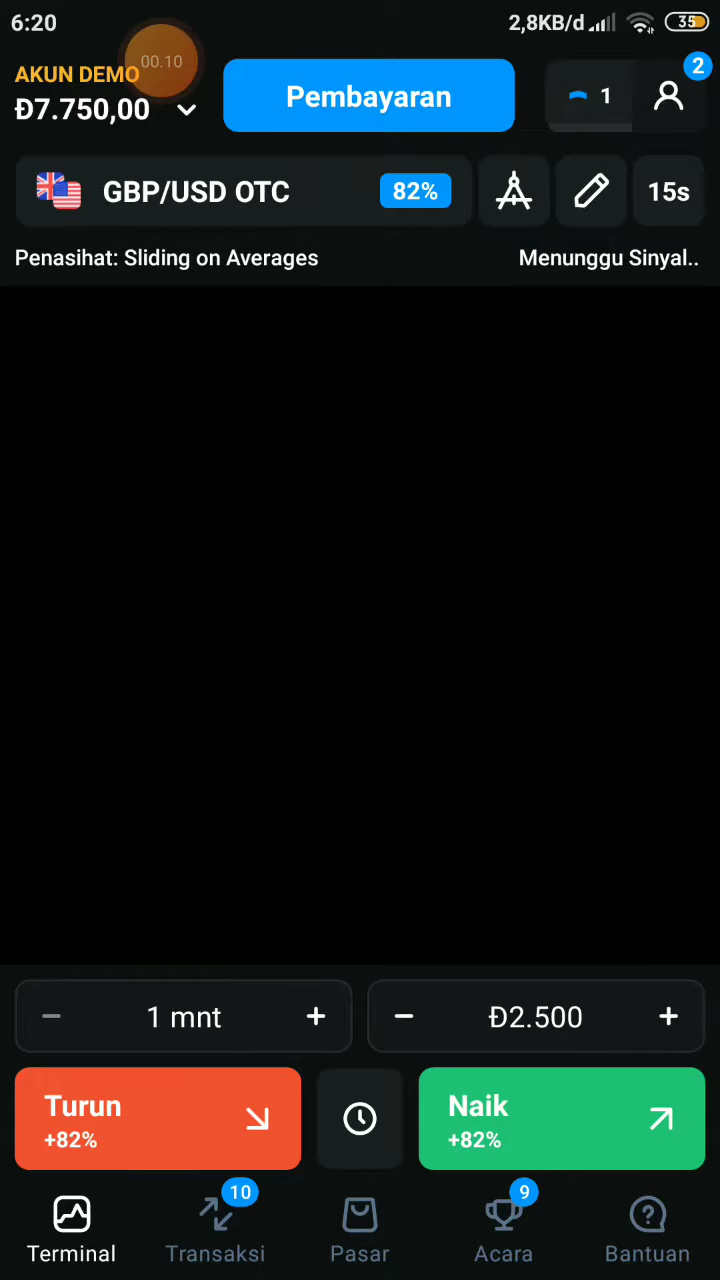 6:20
2,8KB/d
35
00.10
AKUN DEMO
Đ7.750,00
Pembayaran
1
2
GBP/USD OTC
82%
15s
Penasihat: Sliding on Averages
Menunggu Sinyal..
− 1 mnt +
− Đ2.500 +
Turun
+82%
Naik
+82%
10
9
Terminal
Transaksi
Pasar
Acara
Bantuan